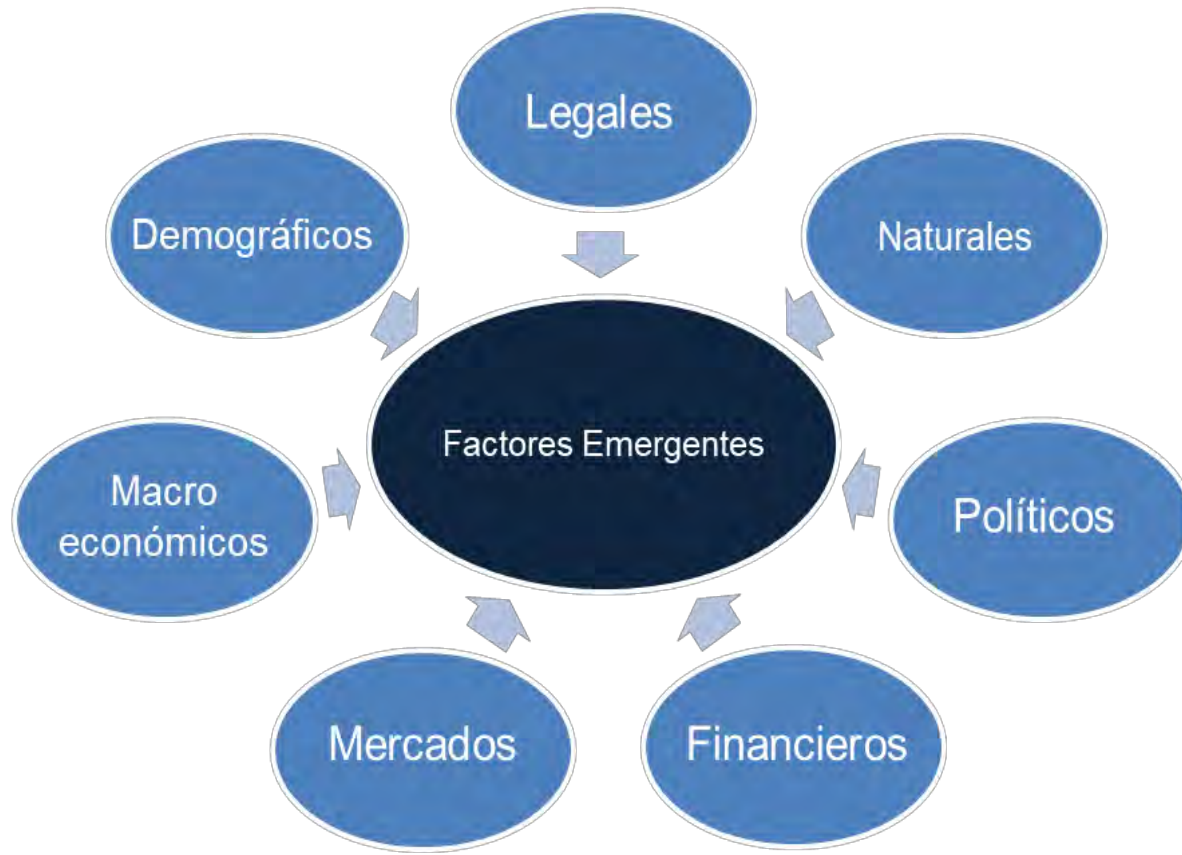 Legales
Demográficos
Naturales
Factores Emergentes
Macro
económicos
Políticos
Mercados
Financieros